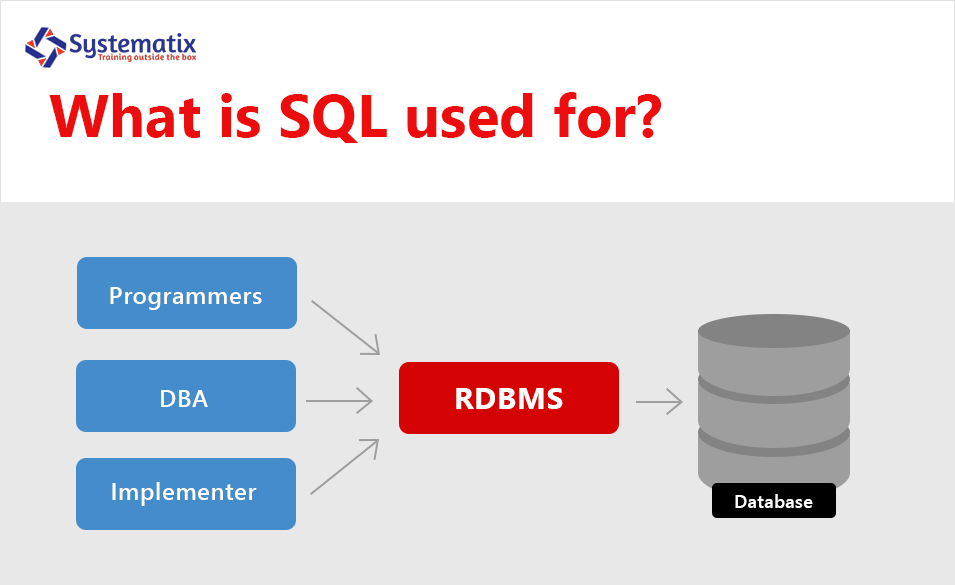 Systematix
Training outside the box
What is SQL used for?
Programmers
DBA
Implementer
RDBMS
Database